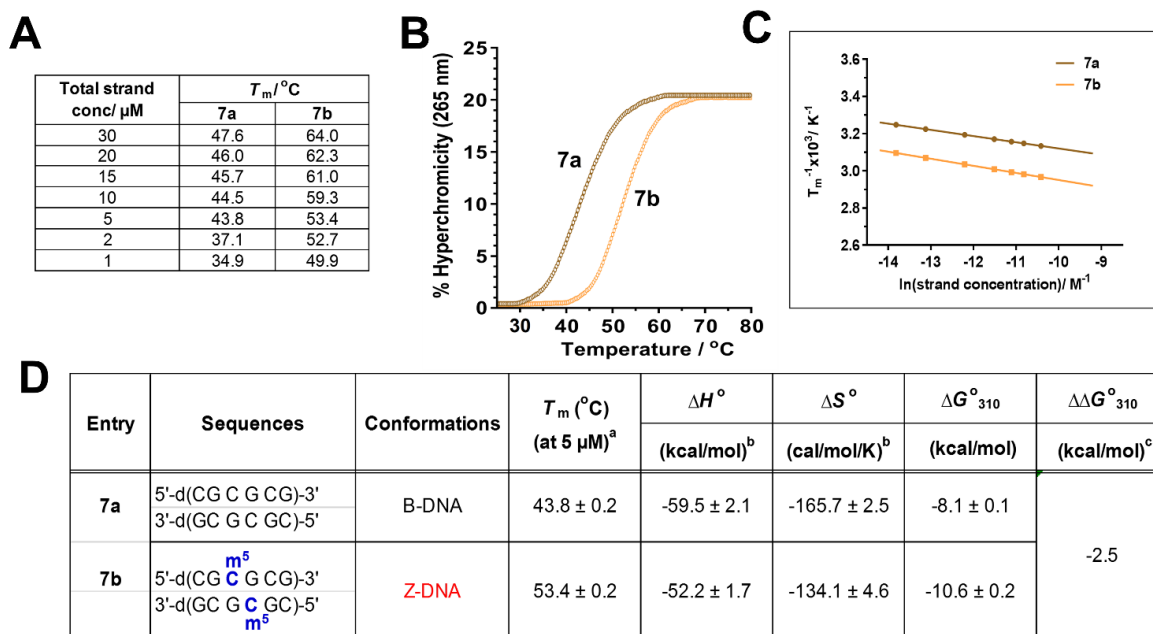 A
Total strand conc/ µM | Tm/ °C
7a | 7b
30 | 47.6 | 64.0
20 | 46.0 | 62.3
15 | 45.7 | 61.0
10 | 44.5 | 59.3
5 | 43.8 | 53.4
2 | 37.1 | 52.7
1 | 34.9 | 49.9
B
% Hyperchromicity (265 nm)
25
20
15
10
5
0
7a
7b
30 40 50 60 70 80
Temperature / °C
C
7a
7b
Tm⁻¹x10³/ K⁻¹
3.6
3.4
3.2
3.0
2.8
2.6
-14 -13 -12 -11 -10 -9
ln(strand concentration)/ M⁻¹
D
Entry | Sequences | Conformations | Tm (°C) (at 5 µM)ᵃ | ΔH° | ΔS° | ΔG°₃₁₀ | ΔΔG°₃₁₀
(kcal/mol)ᵇ | (cal/mol/K)ᵇ | (kcal/mol) | (kcal/mol)ᶜ
7a | 5'-d(CG C G CG)-3' | B-DNA | 43.8 ± 0.2 | -59.5 ± 2.1 | -165.7 ± 2.5 | -8.1 ± 0.1 | -2.5
3'-d(GC G C GC)-5'
m⁵
7b | 5'-d(CG C G CG)-3' | Z-DNA | 53.4 ± 0.2 | -52.2 ± 1.7 | -134.1 ± 4.6 | -10.6 ± 0.2
3'-d(GC G C GC)-5'
m⁵